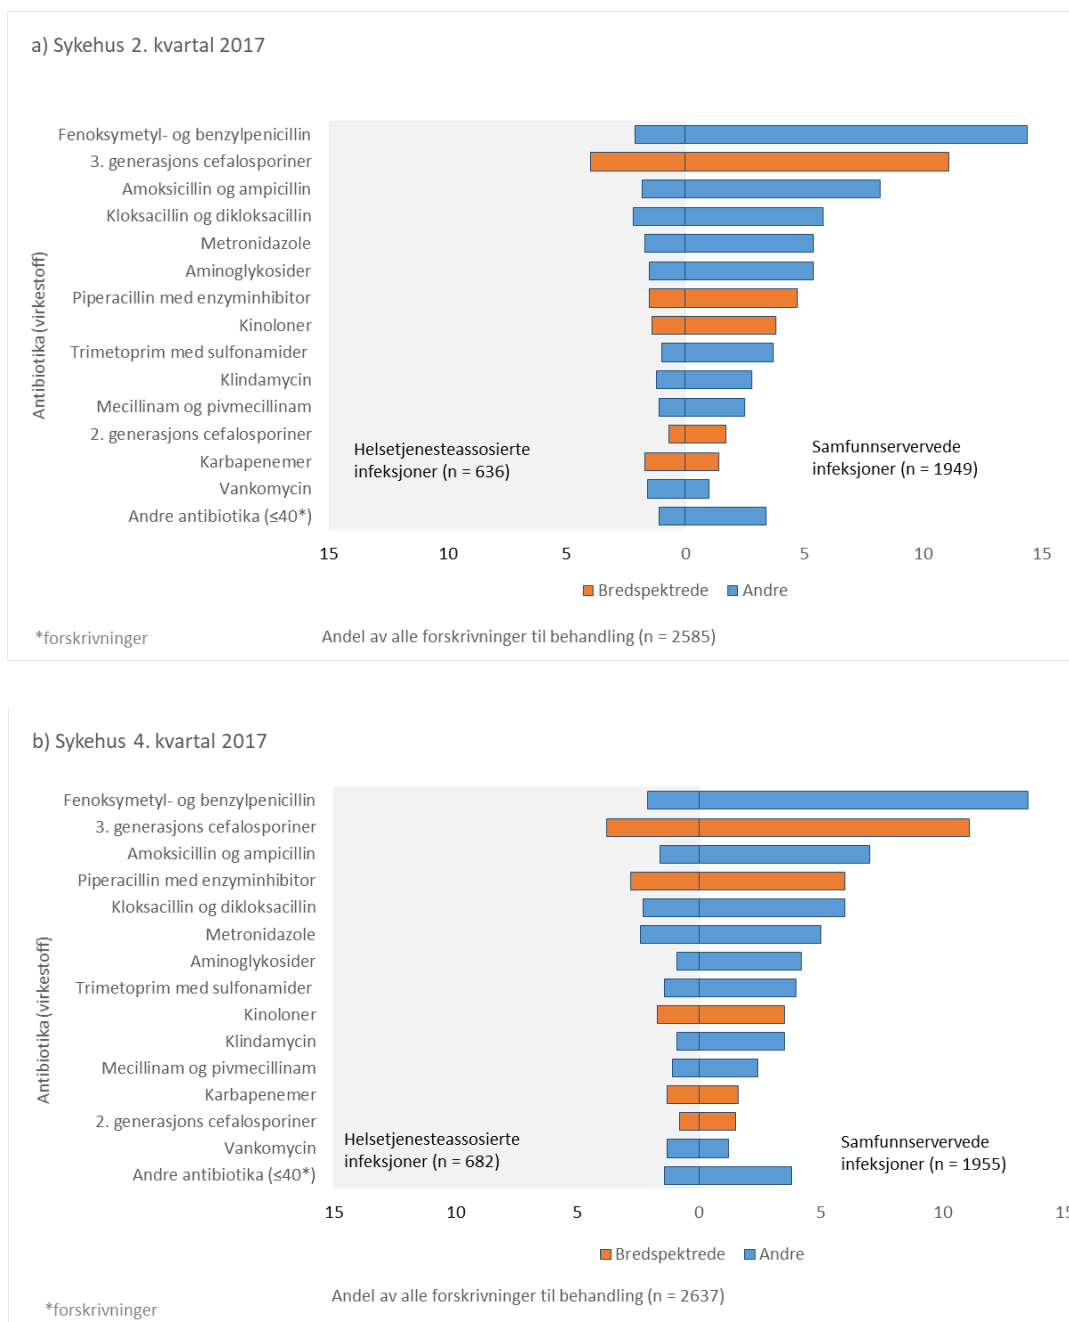 a) Sykehus 2. kvartal 2017
Antibiotika (virkestoff)
Fenoksymetyl- og benzylpenicillin
3. generasjons cefalosporiner
Amoksicillin og ampicillin
Kloksacillin og dikloksacillin
Metronidazole
Aminoglykosider
Piperacillin med enzyminhibitor
Kinoloner
Trimetoprim med sulfonamider
Klindamycin
Mecillinam og pivmecillinam
2. generasjons cefalosporiner
Karbapenemer
Vankomycin
Andre antibiotika (≤40*)
Helsetjenesteassosierte
infeksjoner (n = 636)
Samfunnservervede
infeksjoner (n = 1949)
15 10 5 0 5 10 15
Bredspektrede Andre
*forskrivninger
Andel av alle forskrivninger til behandling (n = 2585)
b) Sykehus 4. kvartal 2017
Antibiotika (virkestoff)
Fenoksymetyl- og benzylpenicillin
3. generasjons cefalosporiner
Amoksicillin og ampicillin
Piperacillin med enzyminhibitor
Kloksacillin og dikloksacillin
Metronidazole
Aminoglykosider
Trimetoprim med sulfonamider
Kinoloner
Klindamycin
Mecillinam og pivmecillinam
Karbapenemer
2. generasjons cefalosporiner
Vankomycin
Andre antibiotika (≤40*)
Helsetjenesteassosierte
infeksjoner (n = 682)
Samfunnservervede
infeksjoner (n = 1955)
15 10 5 0 5 10 15
Bredspektrede Andre
Andel av alle forskrivninger til behandling (n = 2637)
*forskrivninger